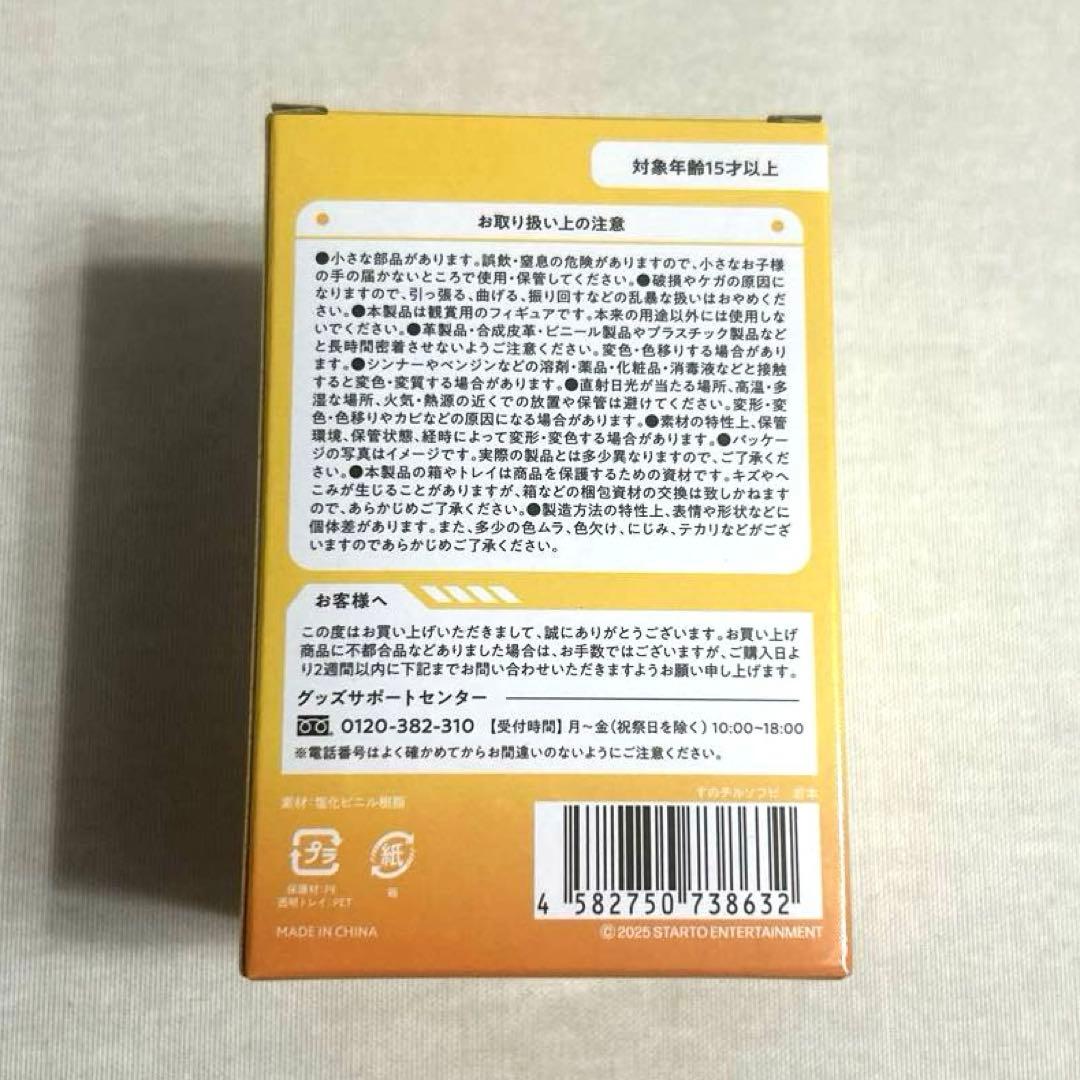 対象年齢15才以上
お取り扱い上の注意
●小さな部品があります。誤飲・窒息の危険がありますので、小さなお子様
の手の届かないところで使用・保管してください。●破損やケガの原因に
なりますので、引っ張る、曲げる、振り回すなどの乱暴な扱いはおやめくだ
さい。●本製品は観賞用のフィギュアです。本来の用途以外には使用しな
いでください。●革製品・合成皮革・ビニール製品やプラスチック製品など
と長時間密着させないようご注意ください。変色・色移りする場合があり
ます。●シンナーやベンジンなどの溶剤・薬品・化粧品・消毒液などと接触
すると変色・変質する場合があります。●直射日光が当たる場所、高温・多
湿な場所、火気・熱源の近くでの放置や保管は避けてください。変形・変
色・色移りやカビなどの原因になる場合があります。●素材の特性上、保管
環境、保管状態、経時によって変形・変色する場合があります。●パッケー
ジの写真はイメージです。実際の製品とは多少異なりますので、ご了承くだ
さい。●本製品の箱やトレイは商品を保護するための資材です。キズやへ
こみが生じることがありますが、箱などの梱包資材の交換は致しかねます
ので、あらかじめご了承ください。●製造方法の特性上、表情や形状などに
個体差があります。また、多少の色ムラ、色欠け、にじみ、テカリなどがござ
いますのであらかじめご了承ください。
お客様へ
この度はお買い上げいただきまして、誠にありがとうございます。お買い上げ
商品に不都合品などありました場合は、お手数ではございますが、ご購入日よ
り2週間以内に下記までお問い合わせいただきますようお願い申し上げます。
グッズサポートセンター
0120-382-310 【受付時間】月～金(祝祭日を除く) 10:00~18:00
※電話番号はよく確かめてからお間違いのないようにご注意ください。
素材:塩化ビニル樹脂
すのチルソフビ 岩本
プラ
紙
保護材:PE
箱
透明トレイ:PET
4 582750 738632
MADE IN CHINA
© 2025 STARTO ENTERTAINMENT